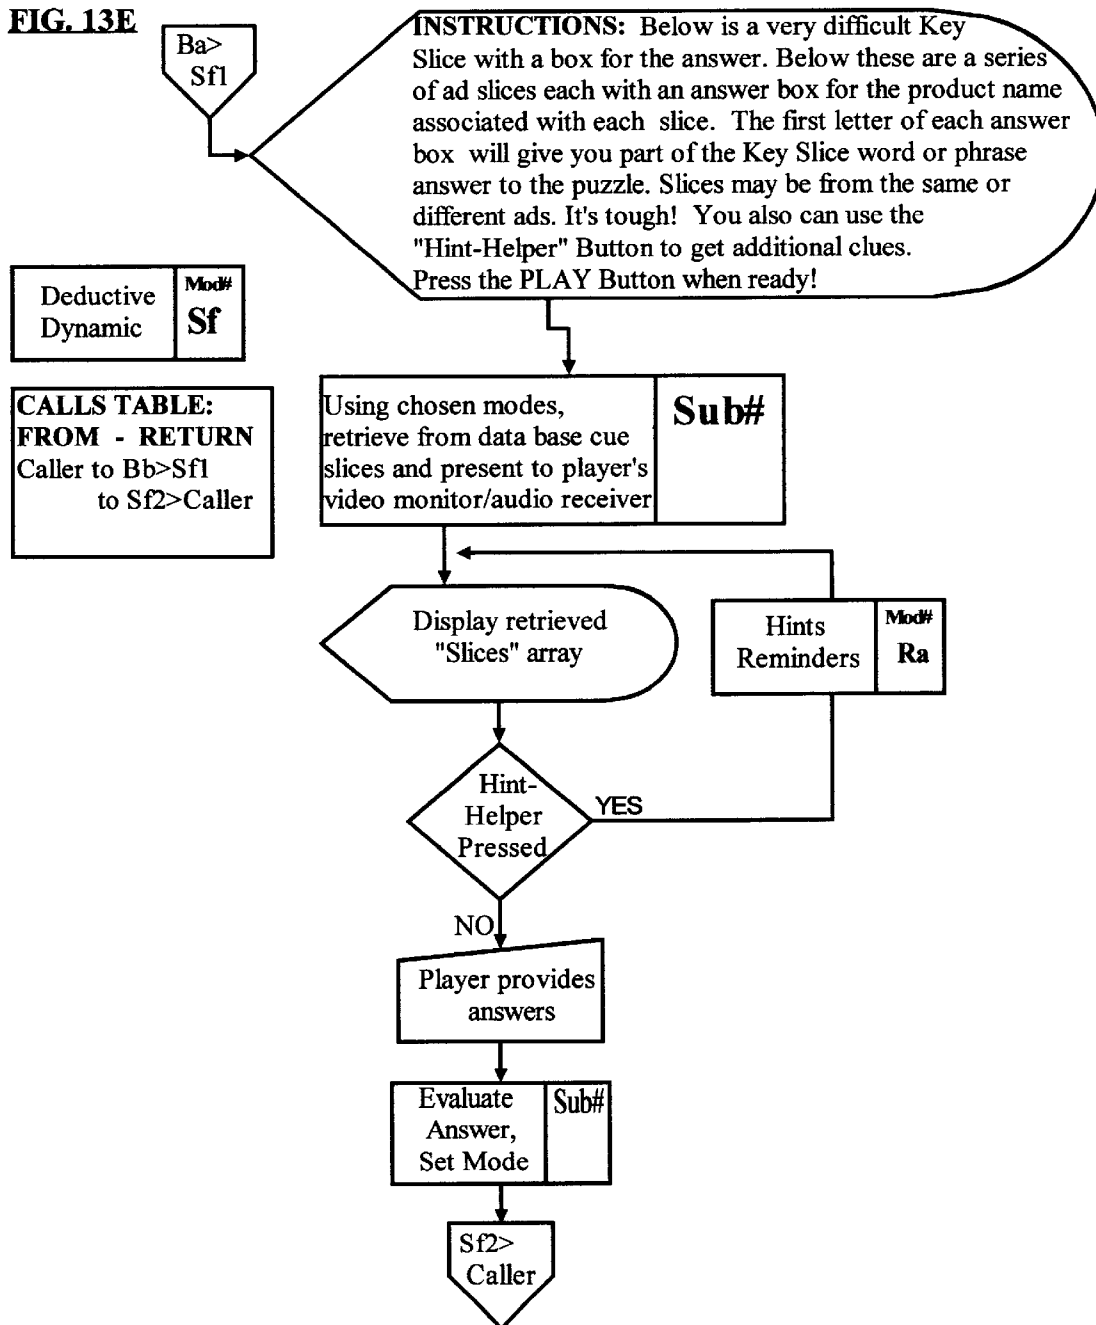 FIG. 13E
Ba>
Sf1
INSTRUCTIONS: Below is a very difficult Key
Slice with a box for the answer. Below these are a series
of ad slices each with an answer box for the product name
associated with each slice. The first letter of each answer
box will give you part of the Key Slice word or phrase
answer to the puzzle. Slices may be from the same or
different ads. It's tough! You also can use the
"Hint-Helper" Button to get additional clues.
Press the PLAY Button when ready!
Deductive
Dynamic
Mod#
Sf
CALLS TABLE:
FROM - RETURN
Caller to Bb>Sf1
to Sf2>Caller
Using chosen modes,
retrieve from data base cue
slices and present to player's
video monitor/audio receiver
Sub#
Display retrieved
"Slices" array
Hints
Reminders
Mod#
Ra
Hint-
Helper
Pressed
YES
NO
Player provides
answers
Evaluate
Answer,
Set Mode
Sub#
Sf2>
Caller